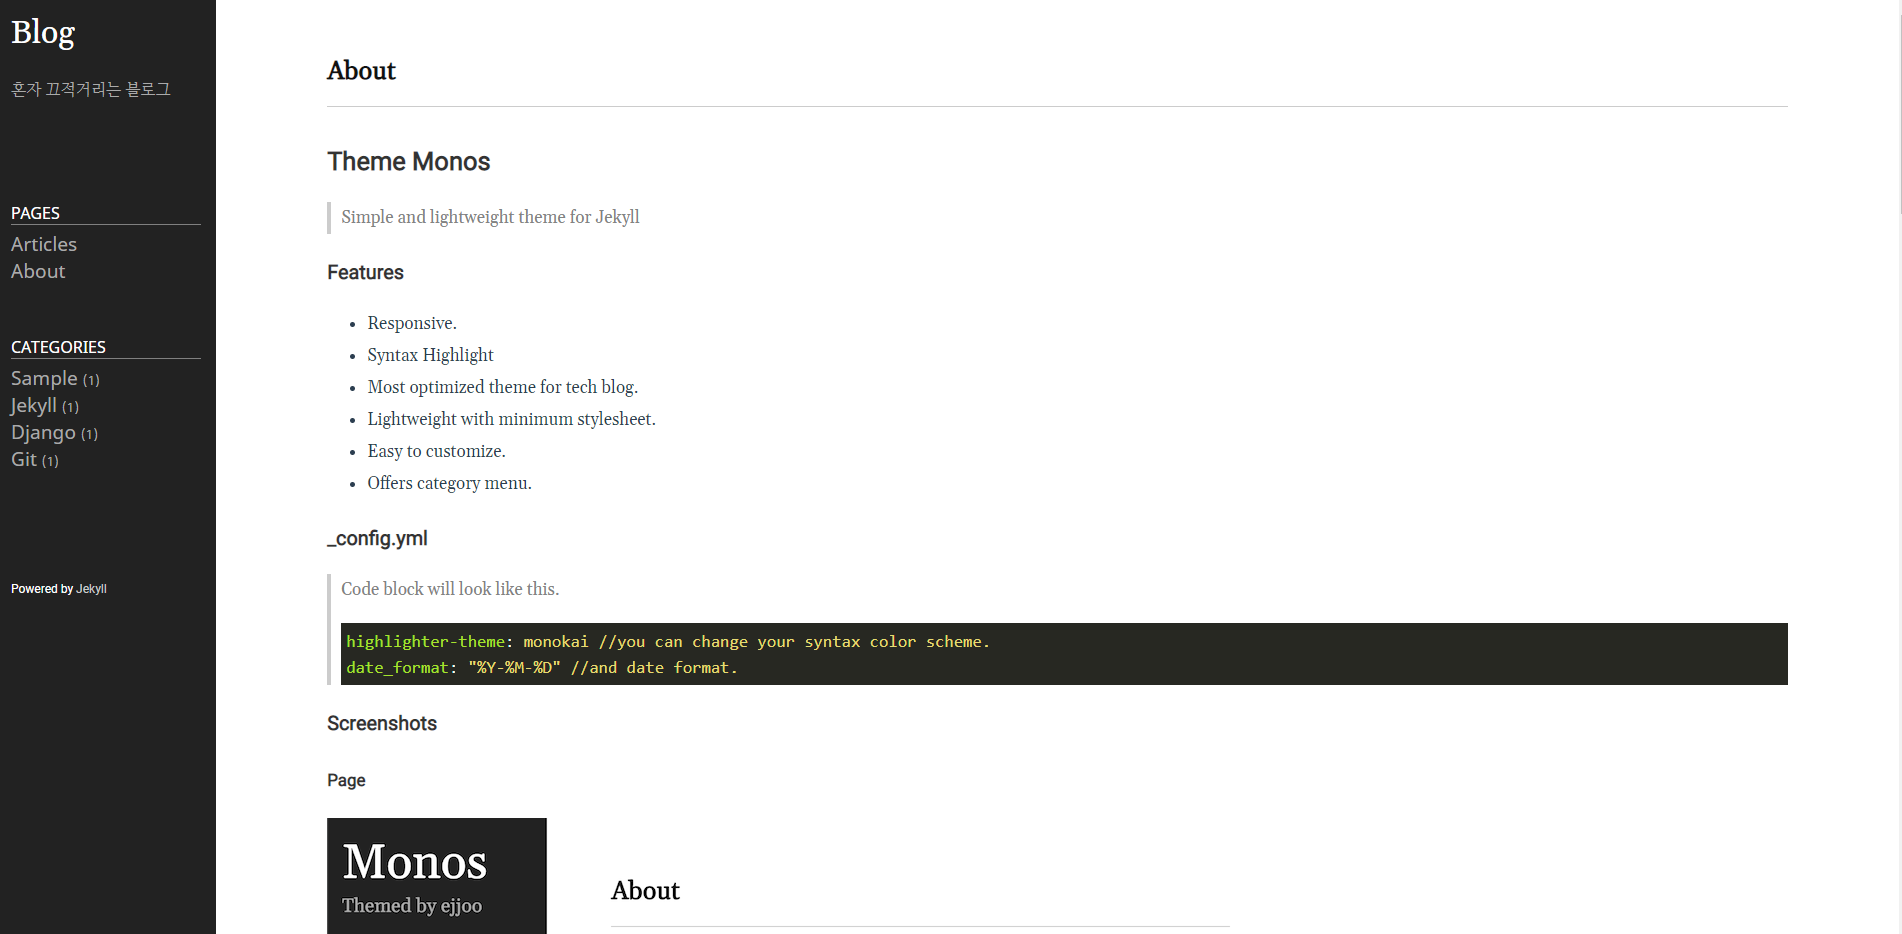 Blog
혼자 끄적거리는 블로그
PAGES
Articles
About
CATEGORIES
Sample (1)
Jekyll (1)
Django (1)
Git (1)
Powered by Jekyll
About
Theme Monos
Simple and lightweight theme for Jekyll
Features
Responsive.
Syntax Highlight
Most optimized theme for tech blog.
Lightweight with minimum stylesheet.
Easy to customize.
Offers category menu.
_config.yml
Code block will look like this.
highlighter-theme: monokai //you can change your syntax color scheme.
date_format: "%Y-%M-%D" //and date format.
Screenshots
Page
Monos
Themed by ejjoo
About